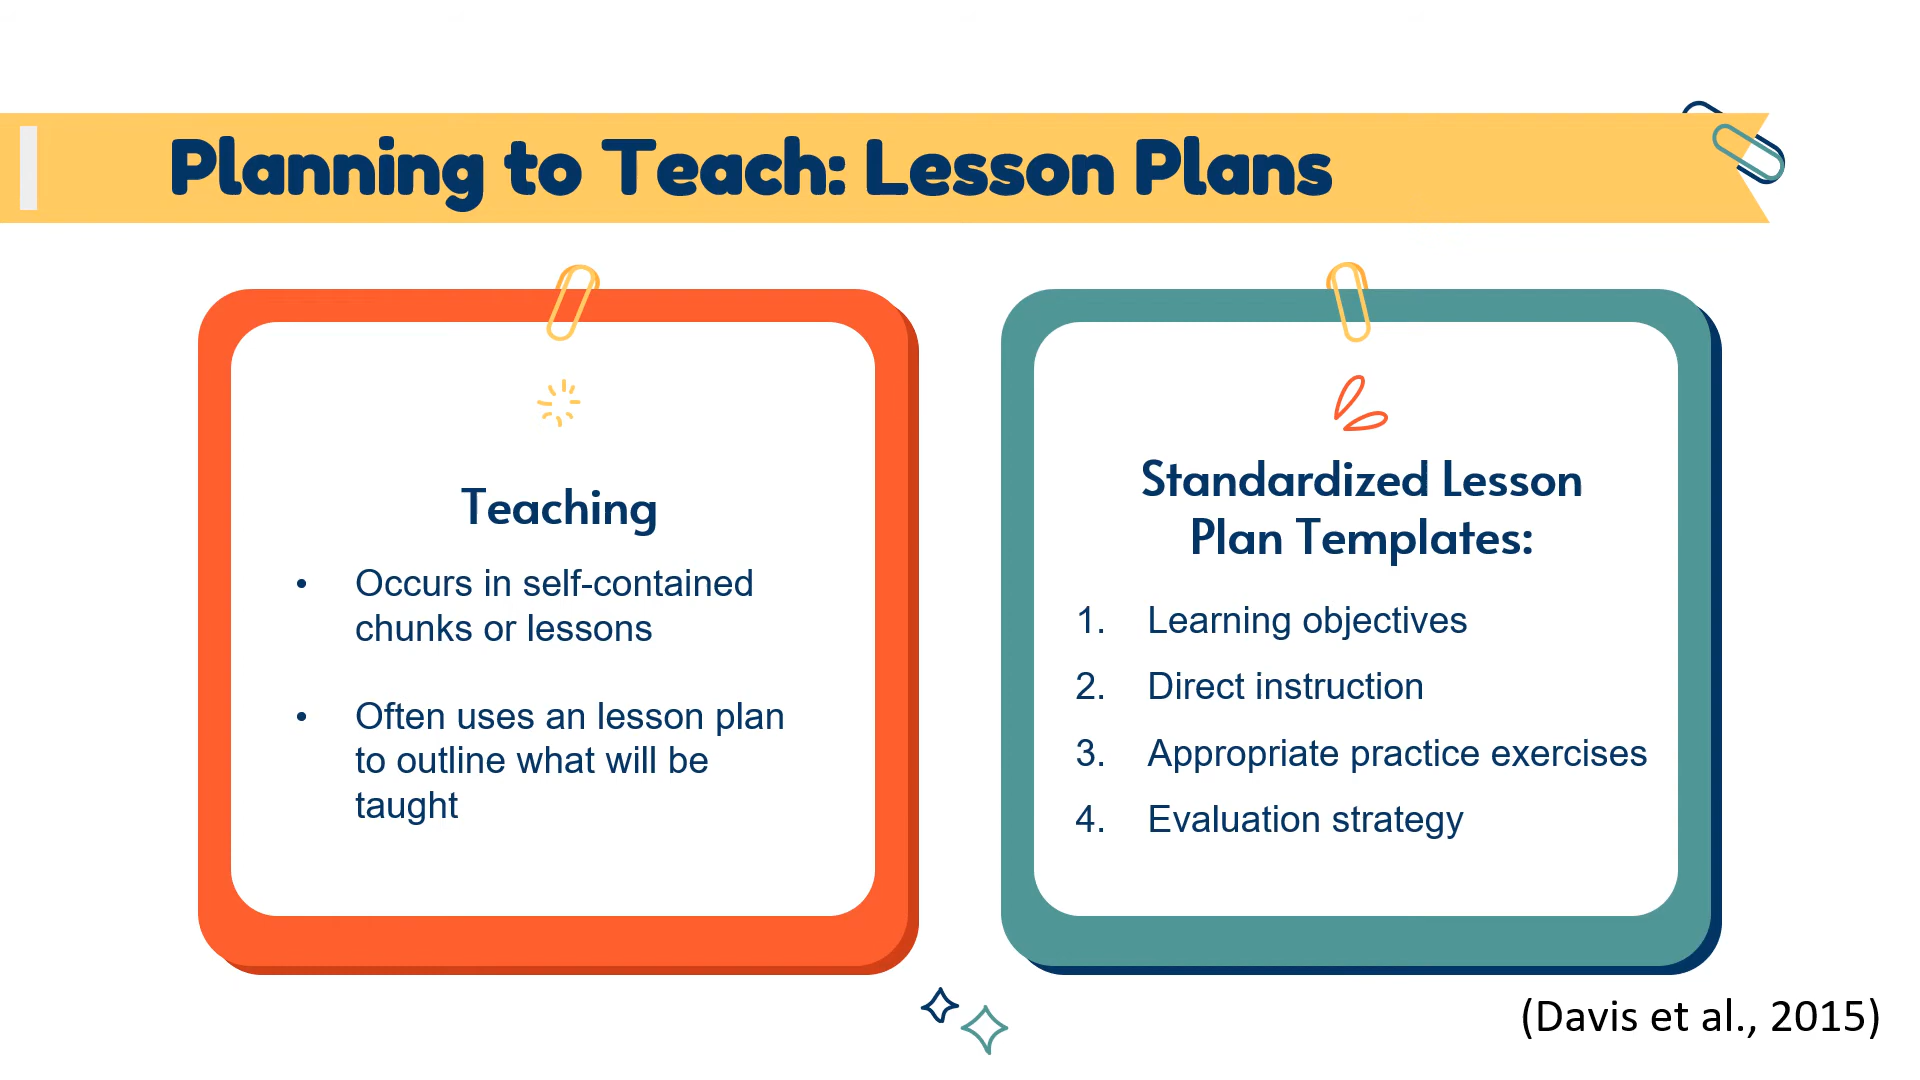 Planning to Teach: Lesson Plans
Teaching
• Occurs in self-contained
chunks or lessons
• Often uses an lesson plan
to outline what will be
taught
Standardized Lesson
Plan Templates:
1. Learning objectives
2. Direct instruction
3. Appropriate practice exercises
4. Evaluation strategy
(Davis et al., 2015)